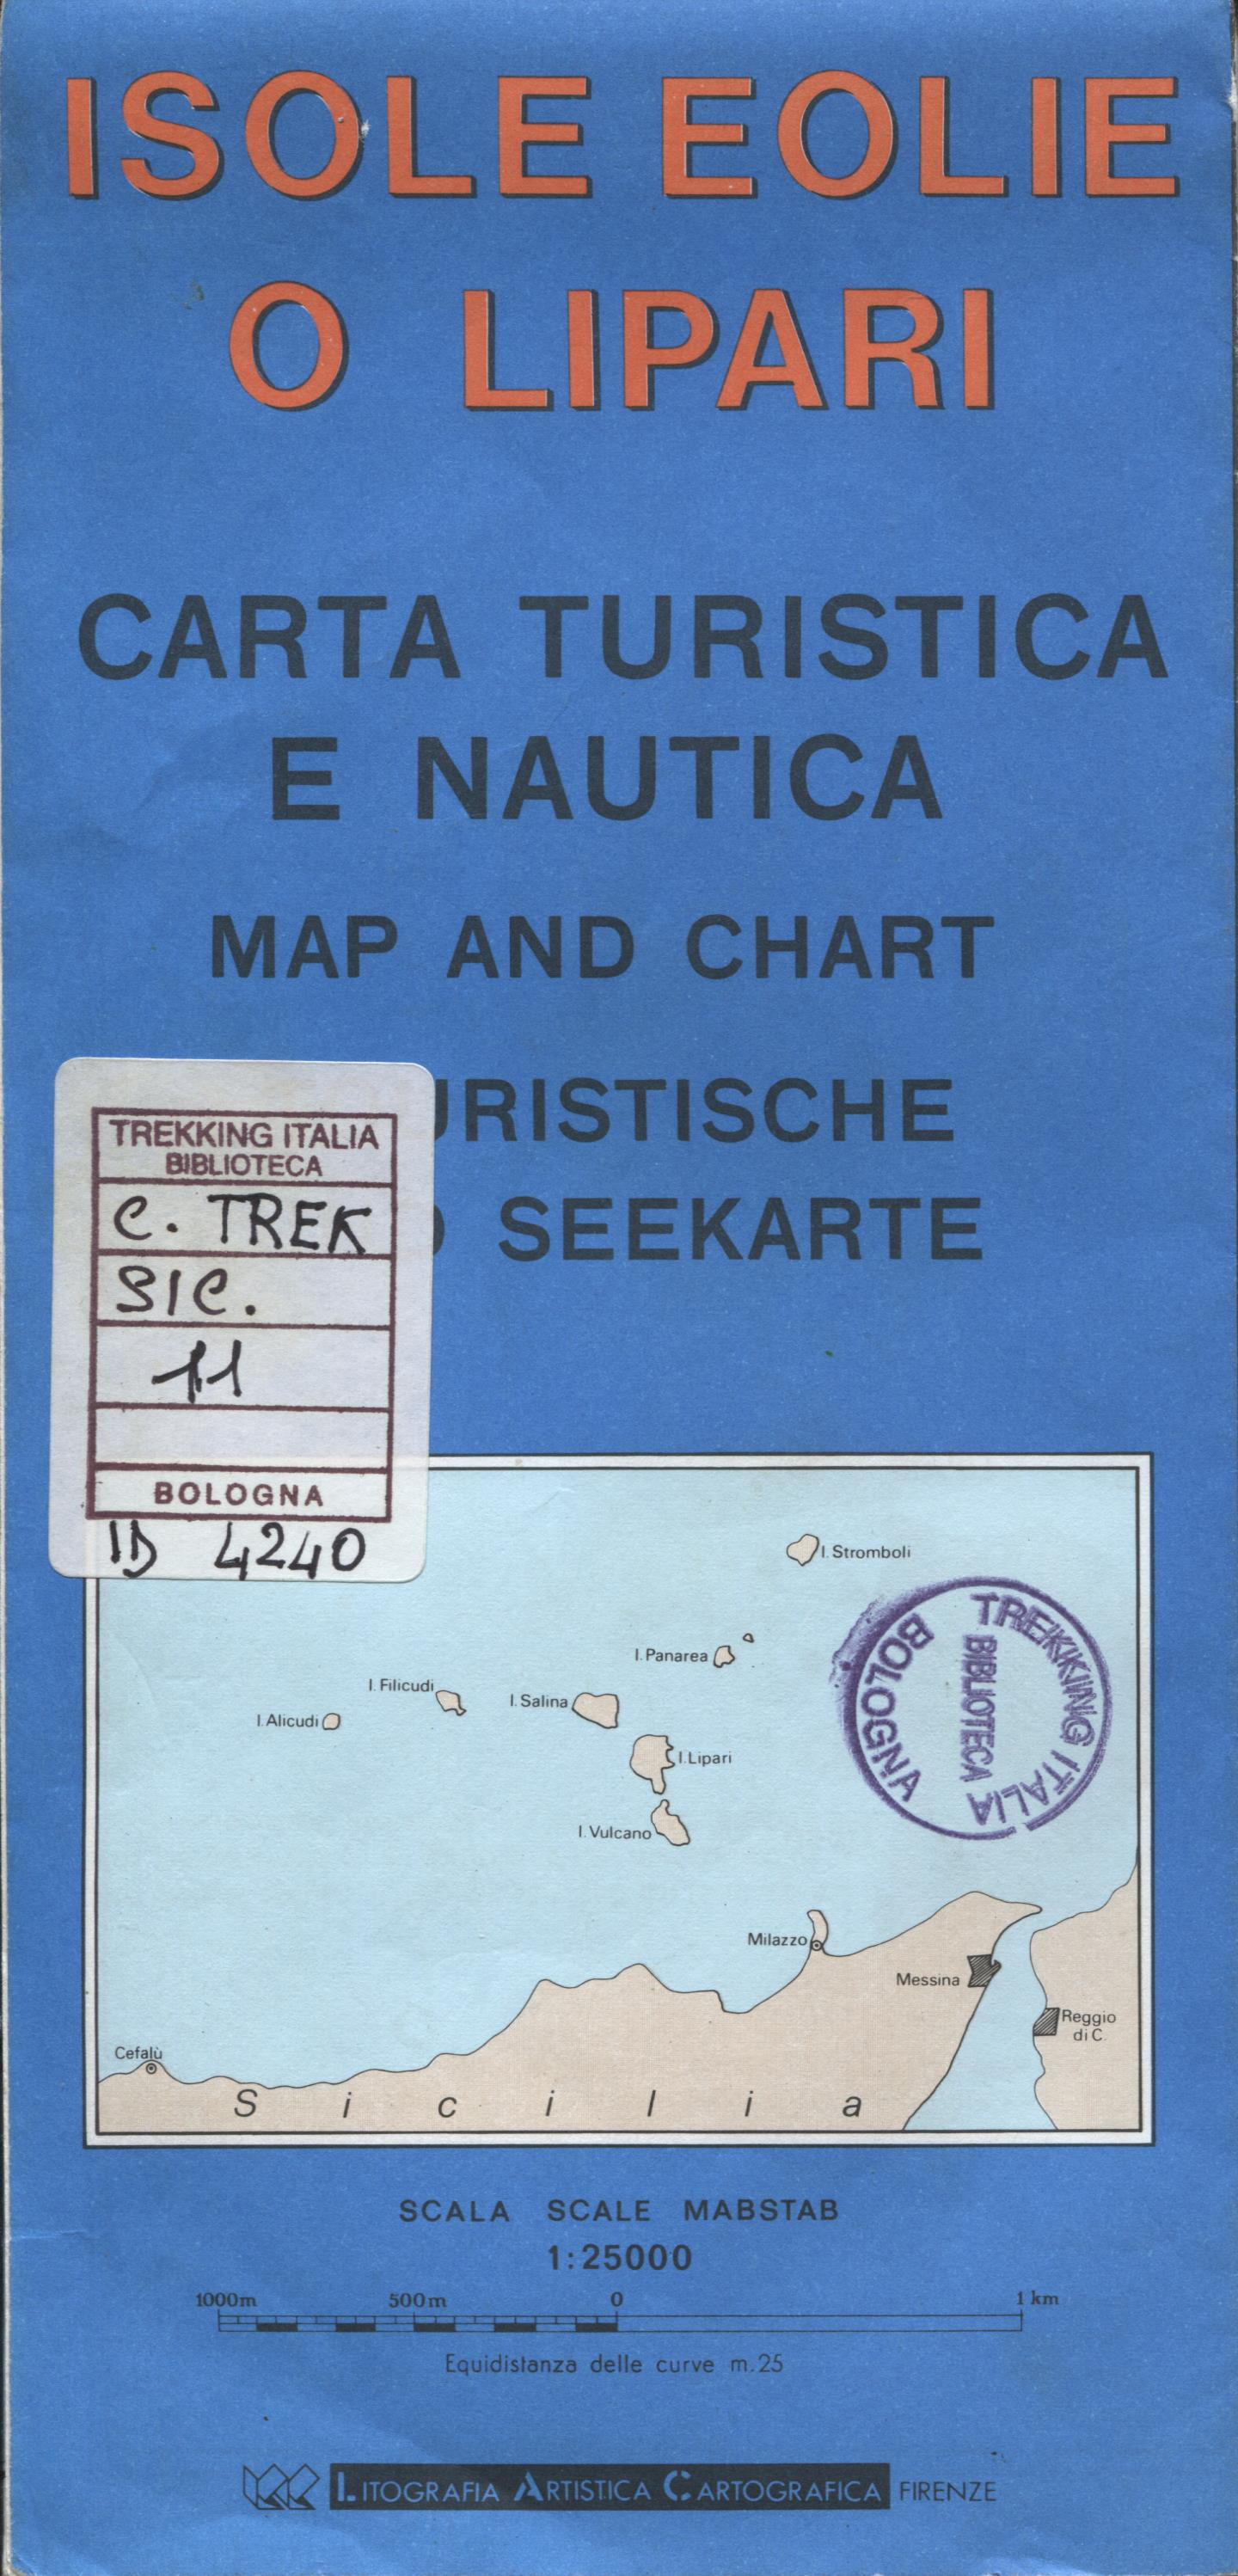 ISOLE EOLIE
O LIPARI
CARTA TURISTICA
E NAUTICA
MAP AND CHART
URISTISCHE
SEEKARTE
TREKKING ITALIA
BIBLIOTECA
C. TREK
SIC.
11
BOLOGNA
ID 4240
I. Stromboli
I. Panarea
I. Filicudi
I. Salina
I. Alicudi
I. Lipari
I. Vulcano
TREKKING ITALIA
BIBLIOTECA
BOLOGNA
Milazzo
Messina
Reggio
di C.
Cefalù
Sicilia
SCALA SCALE MABSTAB
1:25000
1000m 500m 0 1 km
Equidistanza delle curve m. 25
LITOGRAFIA ARTISTICA CARTOGRAFICA FIRENZE